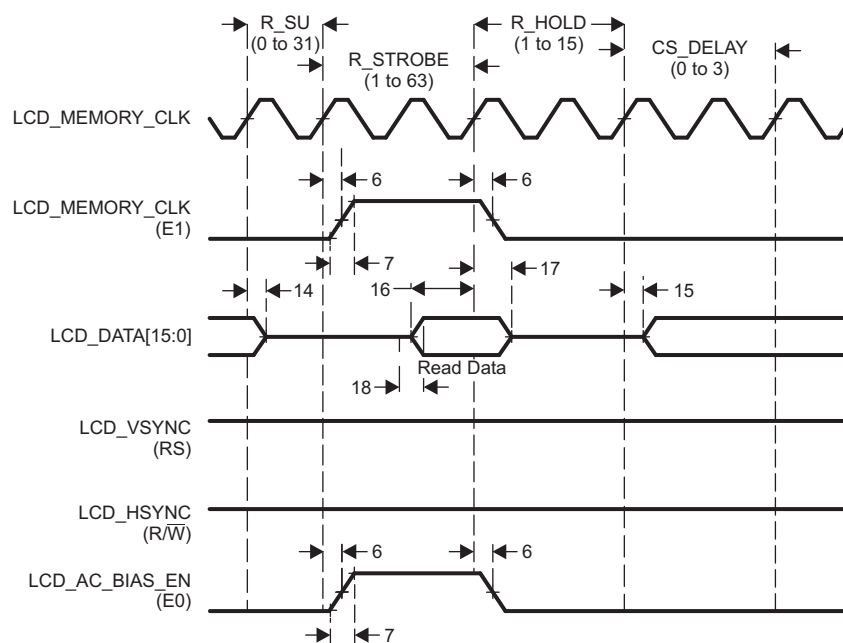 R_SU
(0 to 31)
R_HOLD
(1 to 15)
R_STROBE
(1 to 63)
CS_DELAY
(0 to 3)
LCD_MEMORY_CLK
6
6
LCD_MEMORY_CLK
(E1)
7
17
14
16
15
LCD_DATA[15:0]
Read Data
18
LCD_VSYNC
(RS)
LCD_HSYNC
(R/W̅)
6
6
LCD_AC_BIAS_EN
(E0)
7